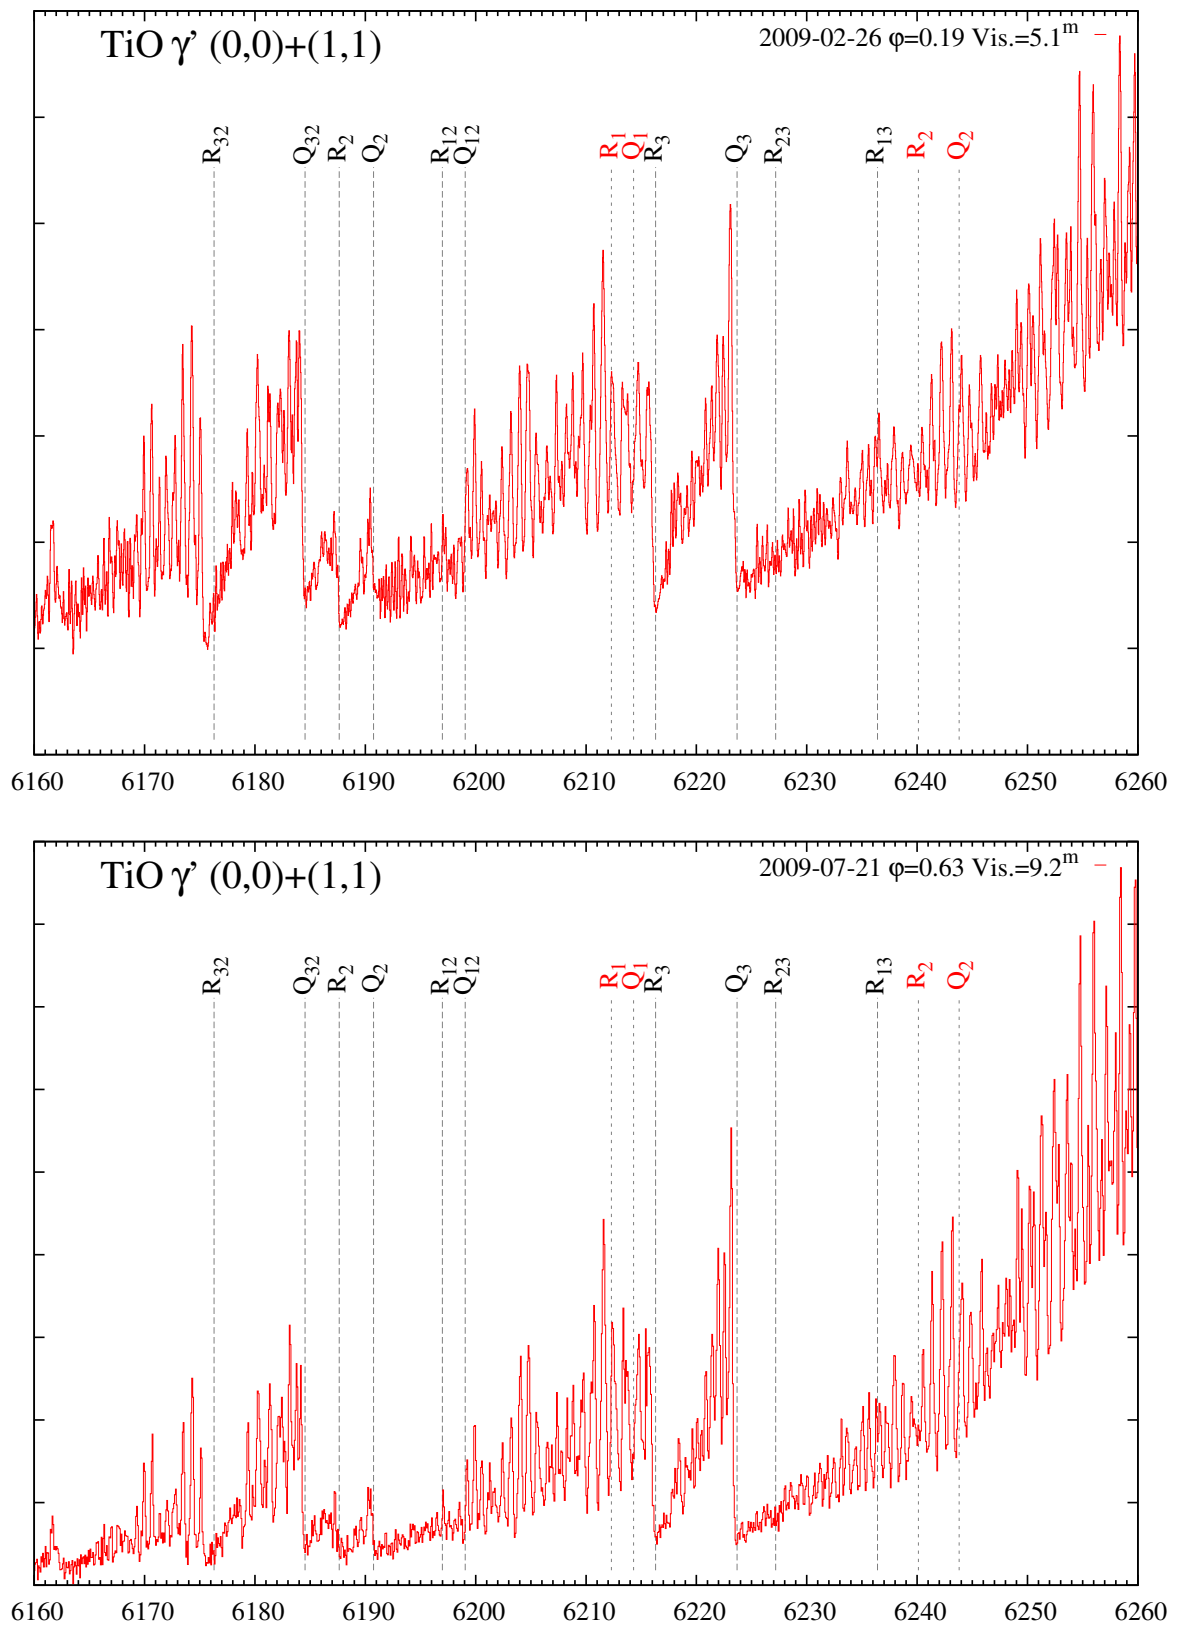 TiO γ’ (0,0)+(1,1)
2009-02-26 φ=0.19 Vis.=5.1m
R32 Q32 R2 Q2 R12 Q12 R1 Q1 R3 Q3 R23 R13 R2 Q2
6160 6170 6180 6190 6200 6210 6220 6230 6240 6250 6260
TiO γ’ (0,0)+(1,1)
2009-07-21 φ=0.63 Vis.=9.2m
R32 Q32 R2 Q2 R12 Q12 R1 Q1 R3 Q3 R23 R13 R2 Q2
6160 6170 6180 6190 6200 6210 6220 6230 6240 6250 6260